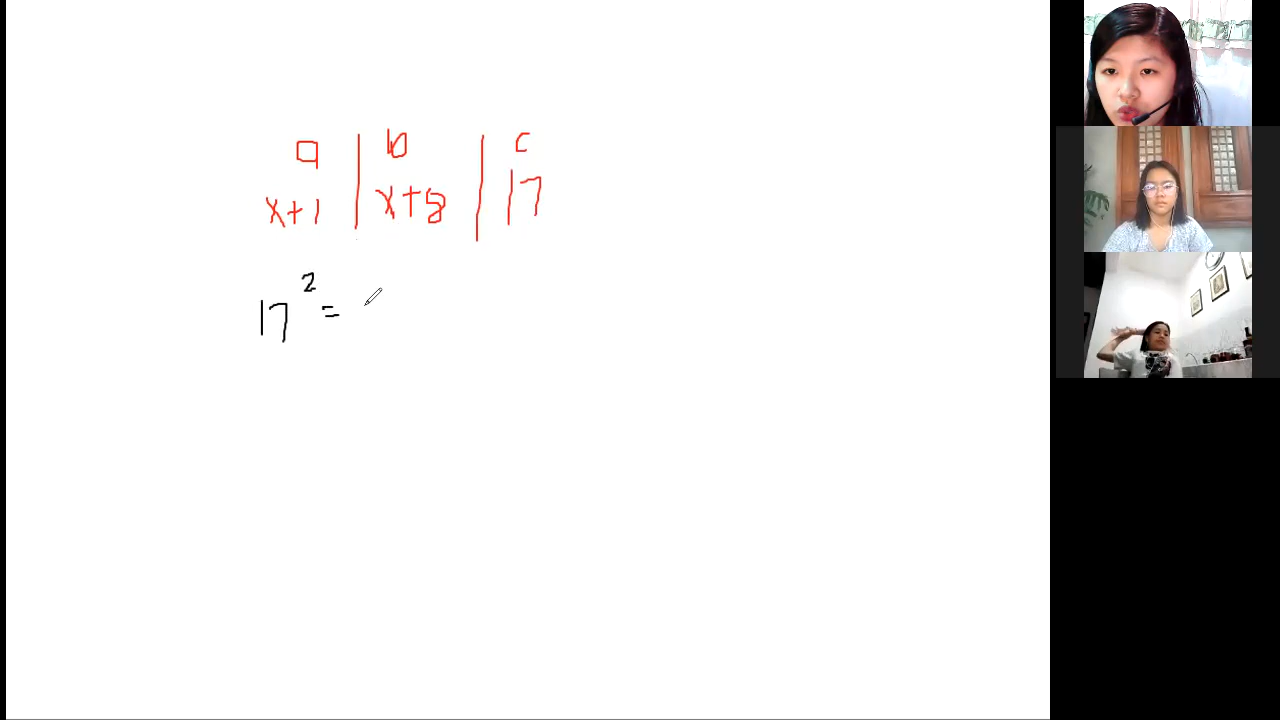 a | b | c
x+1 | x+8 | 17
17² =